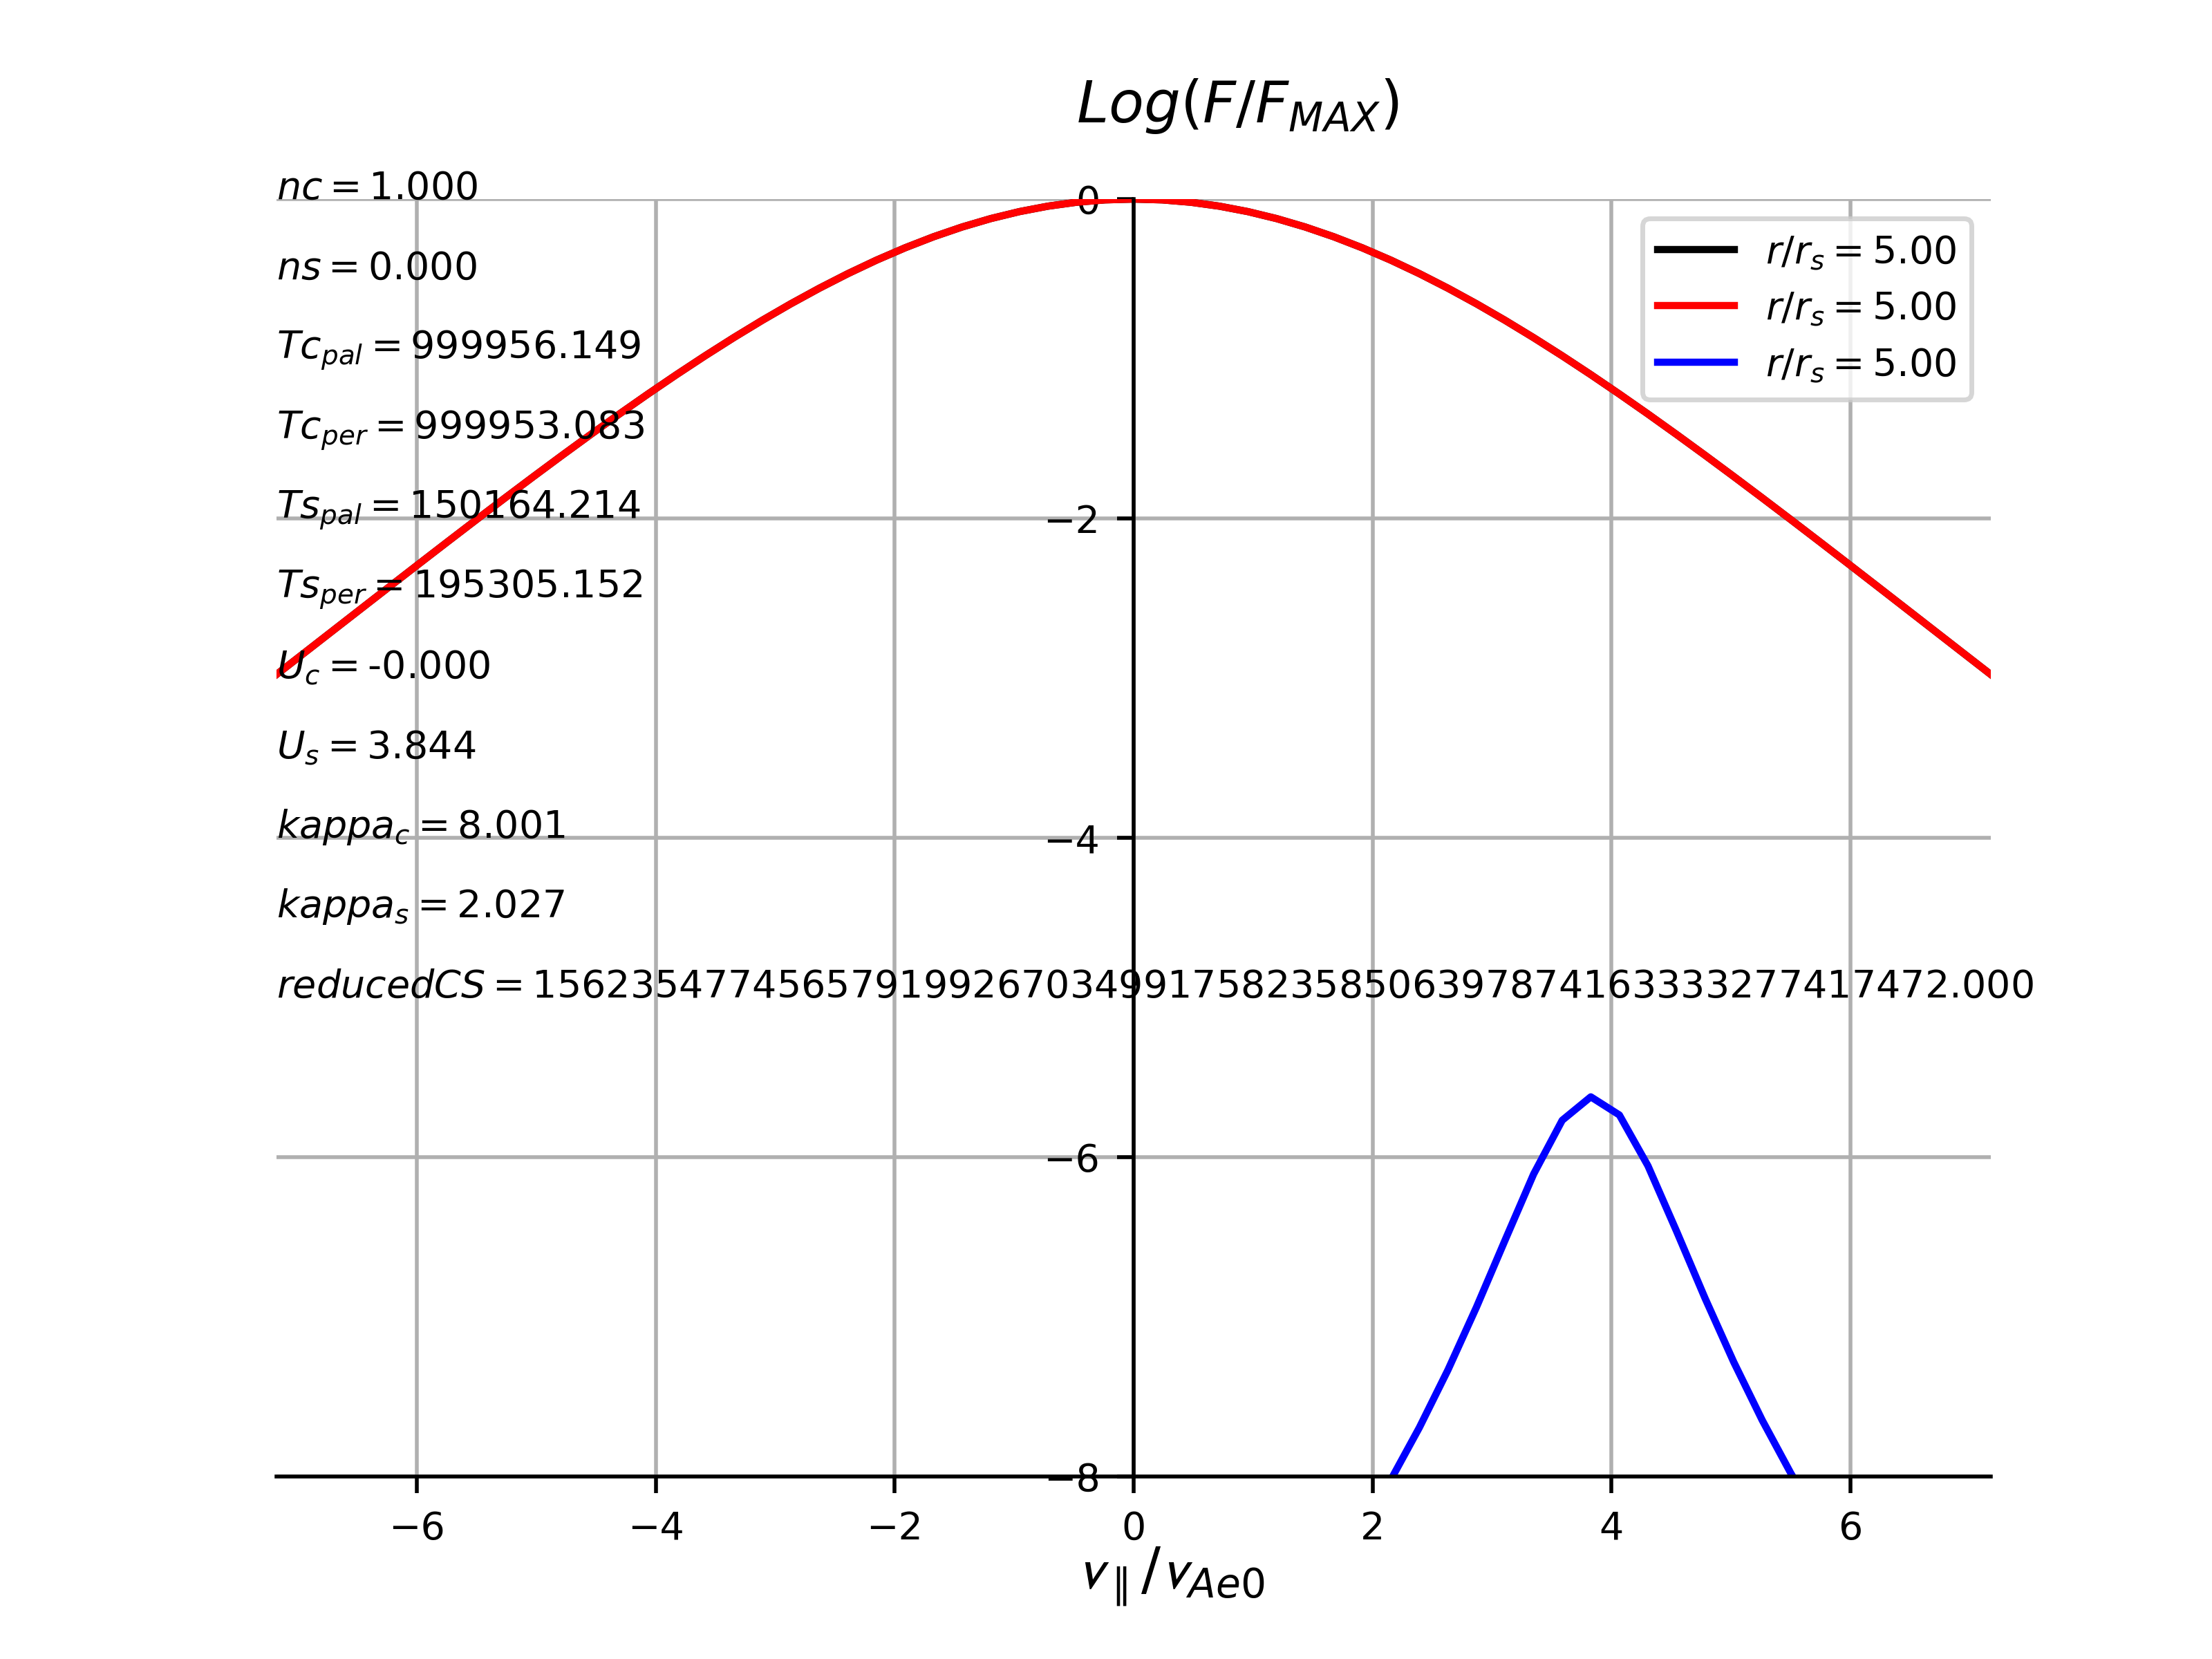 Log(F/F_MAX)
nc = 1.000
ns = 0.000
Tc_pal = 999956.149
Tc_per = 999953.083
Ts_pal = 150164.214
Ts_per = 195305.152
U_c = -0.000
U_s = 3.844
kappa_c = 8.001
kappa_s = 2.027
reducedCS = 156235477456579199267034991758235850639787416333277417472.000
r/r_s = 5.00
r/r_s = 5.00
r/r_s = 5.00
0
−2
−4
−6
−8
−6 −4 −2 0 2 4 6
v_∥/v_Ae0